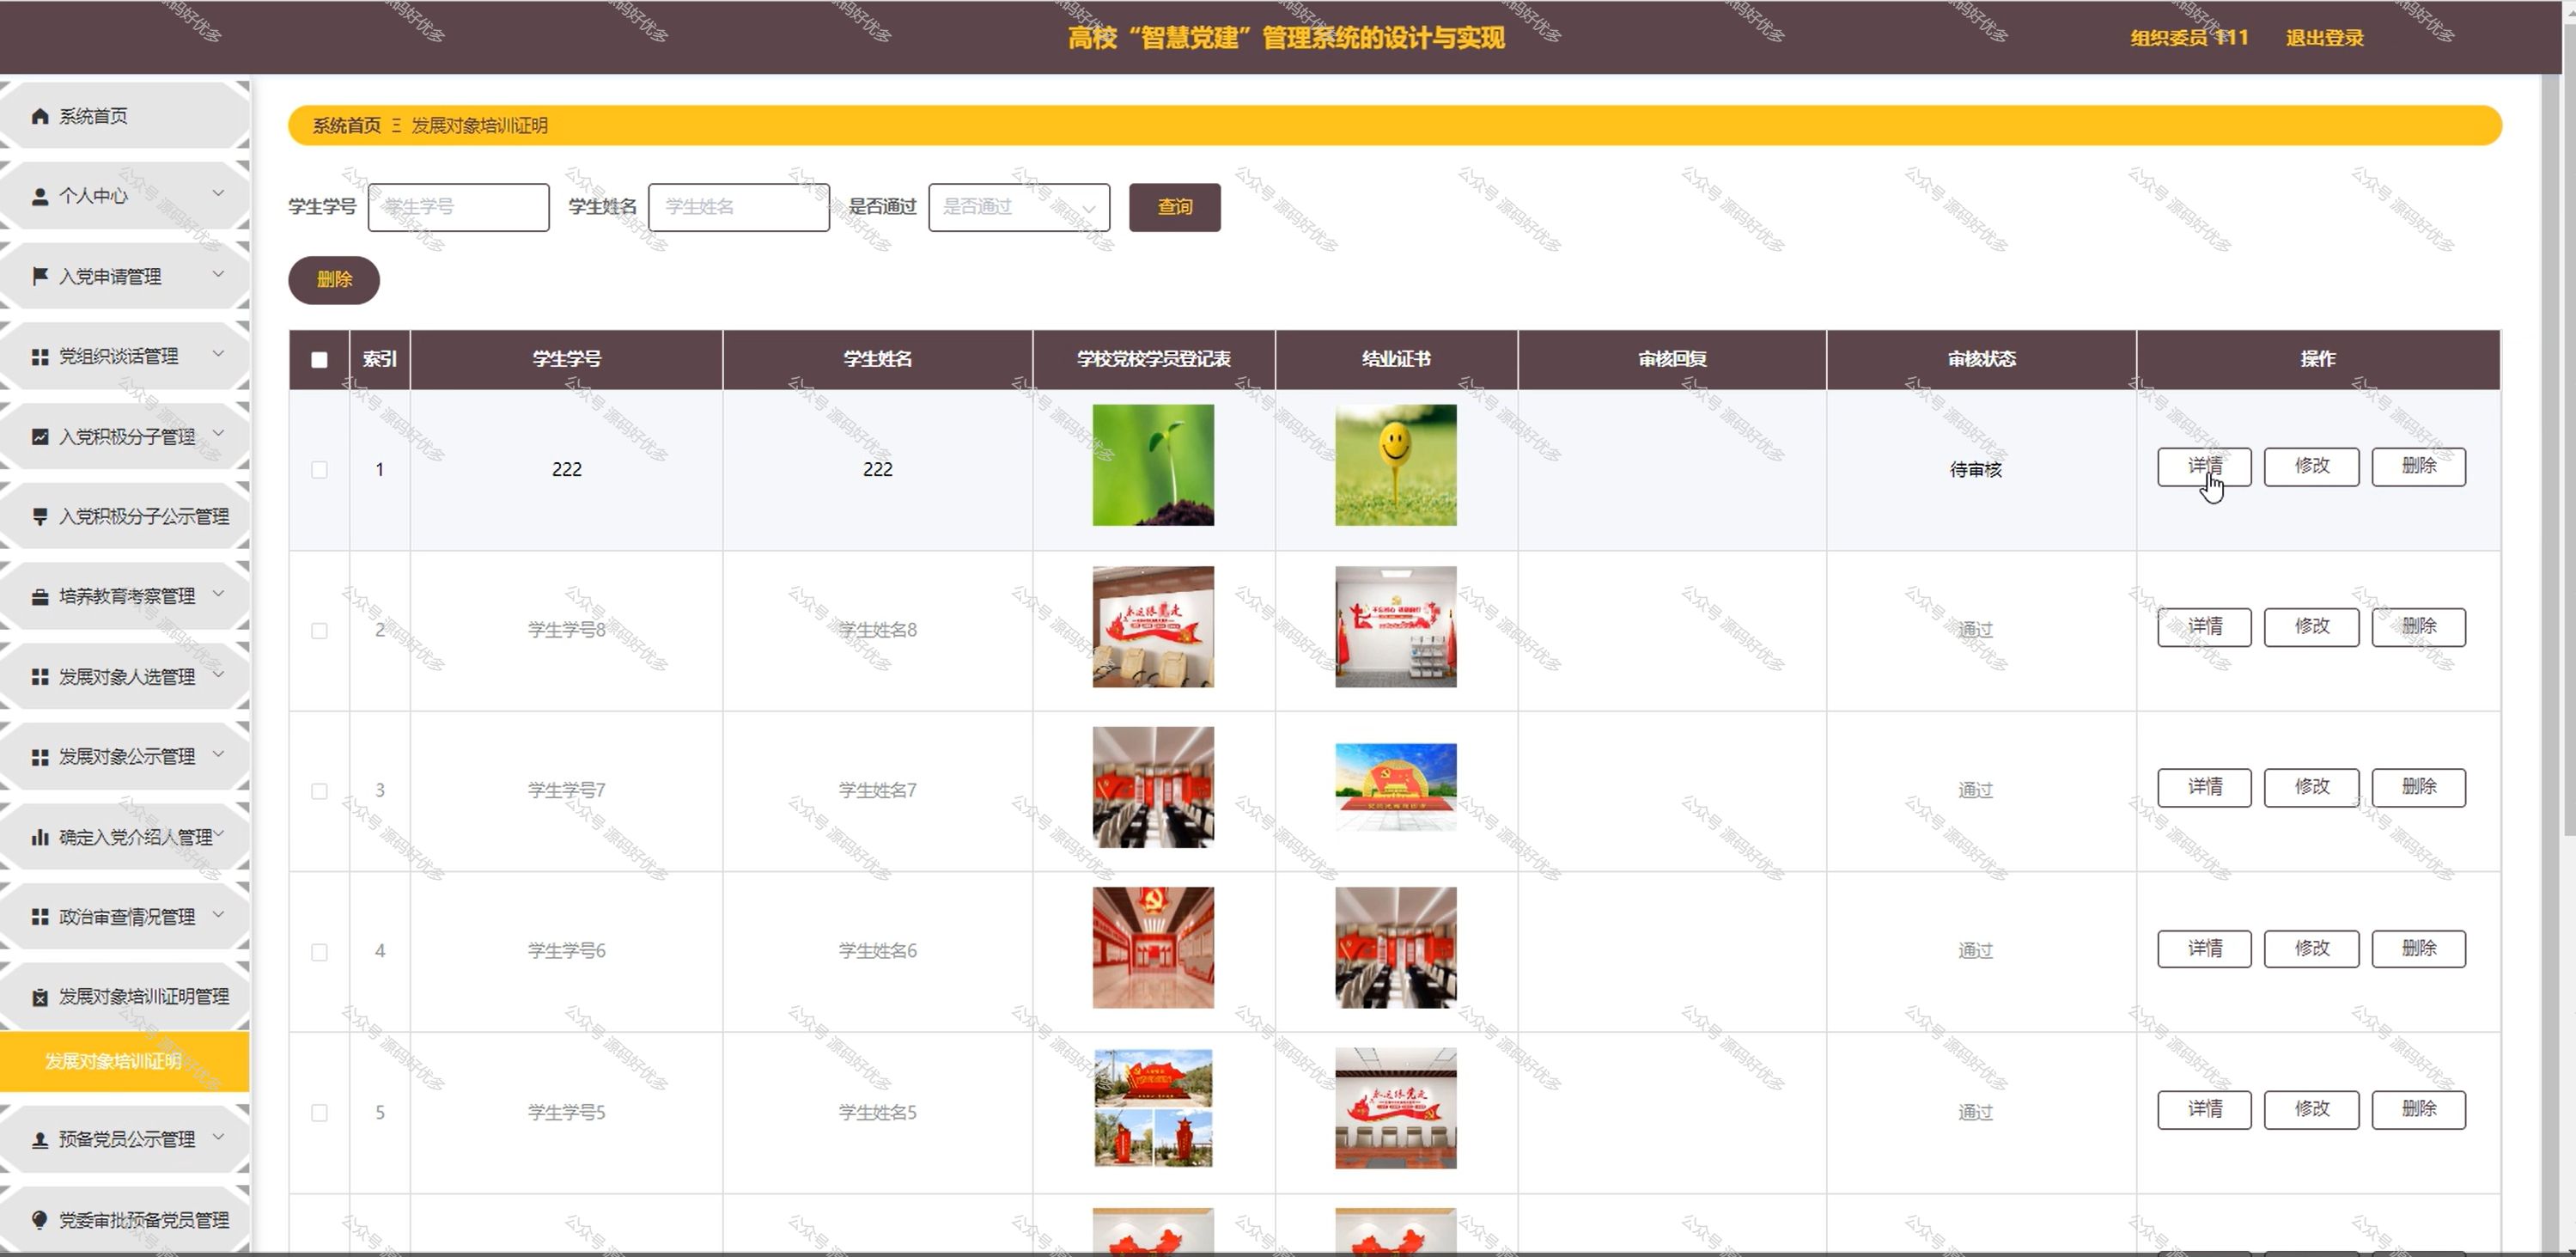 高校“智慧党建”管理系统的设计与实现
组织委员 111 退出登录
系统首页
个人中心
入党申请管理
党组织谈话管理
入党积极分子管理
入党积极分子公示管理
培养教育考察管理
发展对象人选管理
发展对象公示管理
确定入党介绍人管理
政治审查情况管理
发展对象培训证明管理
发展对象培训证明
预备党员公示管理
党委审批预备党员管理
系统首页 Ξ 发展对象培训证明
学生学号 学生学号 学生姓名 学生姓名 是否通过 是否通过 查询
删除
索引 学生学号 学生姓名 学校党校学员登记表 结业证书 审核回复 审核状态 操作
1 222 222 待审核 详情 修改 删除
2 学生学号8 学生姓名8 通过 详情 修改 删除
3 学生学号7 学生姓名7 通过 详情 修改 删除
4 学生学号6 学生姓名6 通过 详情 修改 删除
5 学生学号5 学生姓名5 通过 详情 修改 删除
永远跟党走
永远跟党走
公众号 源码好优多